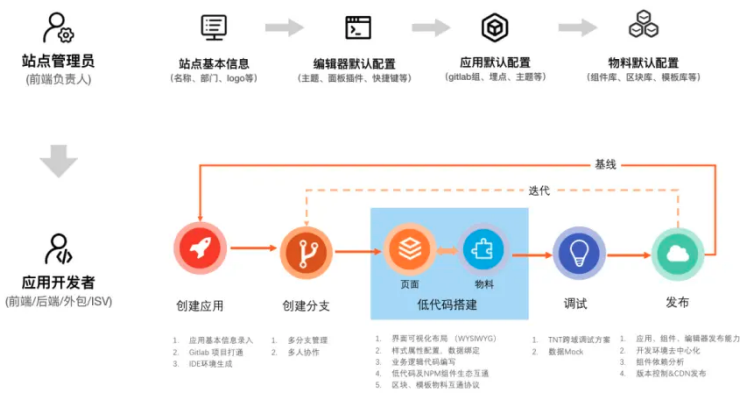 站点管理员
(前端负责人)
站点基本信息
(名称、部门、logo等)
编辑器默认配置
(主题、面板插件、快捷键等)
应用默认配置
(gitlab组、埋点、主题等)
物料默认配置
(组件库、区块库、模板库等)
基线
迭代
应用开发者
(前端/后端/外包/ISV)
创建应用
创建分支
页面
物料
低代码搭建
调试
发布
1. 应用基本信息录入
2. Gitlab 项目打通
3. IDE环境生成
1. 多分支管理
2. 多人协作
1. 界面可视化布局 （WYSIWYG）
2. 样式属性配置、数据绑定
3. 业务逻辑代码编写
4. 低代码及NPM组件生态互通
5. 区块、模板物料互通协议
1. TNT跨域调试方案
2. 数据Mock
1. 应用、组件、编辑器发布能力
2. 开发环境去中心化
3. 组件依赖分析
4. 版本控制&CDN发布